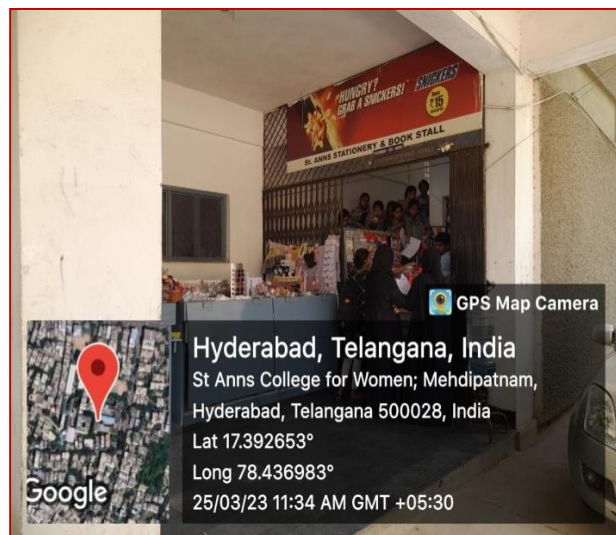 HUNGRY?
GRAB A SNICKERS!
SNICKERS
₹15
St. ANNS STATIONERY & BOOK STALL
GPS Map Camera
Hyderabad, Telangana, India
St Anns College for Women; Mehdipatnam,
Hyderabad, Telangana 500028, India
Lat 17.392653°
Long 78.436983°
25/03/23 11:34 AM GMT +05:30
Google